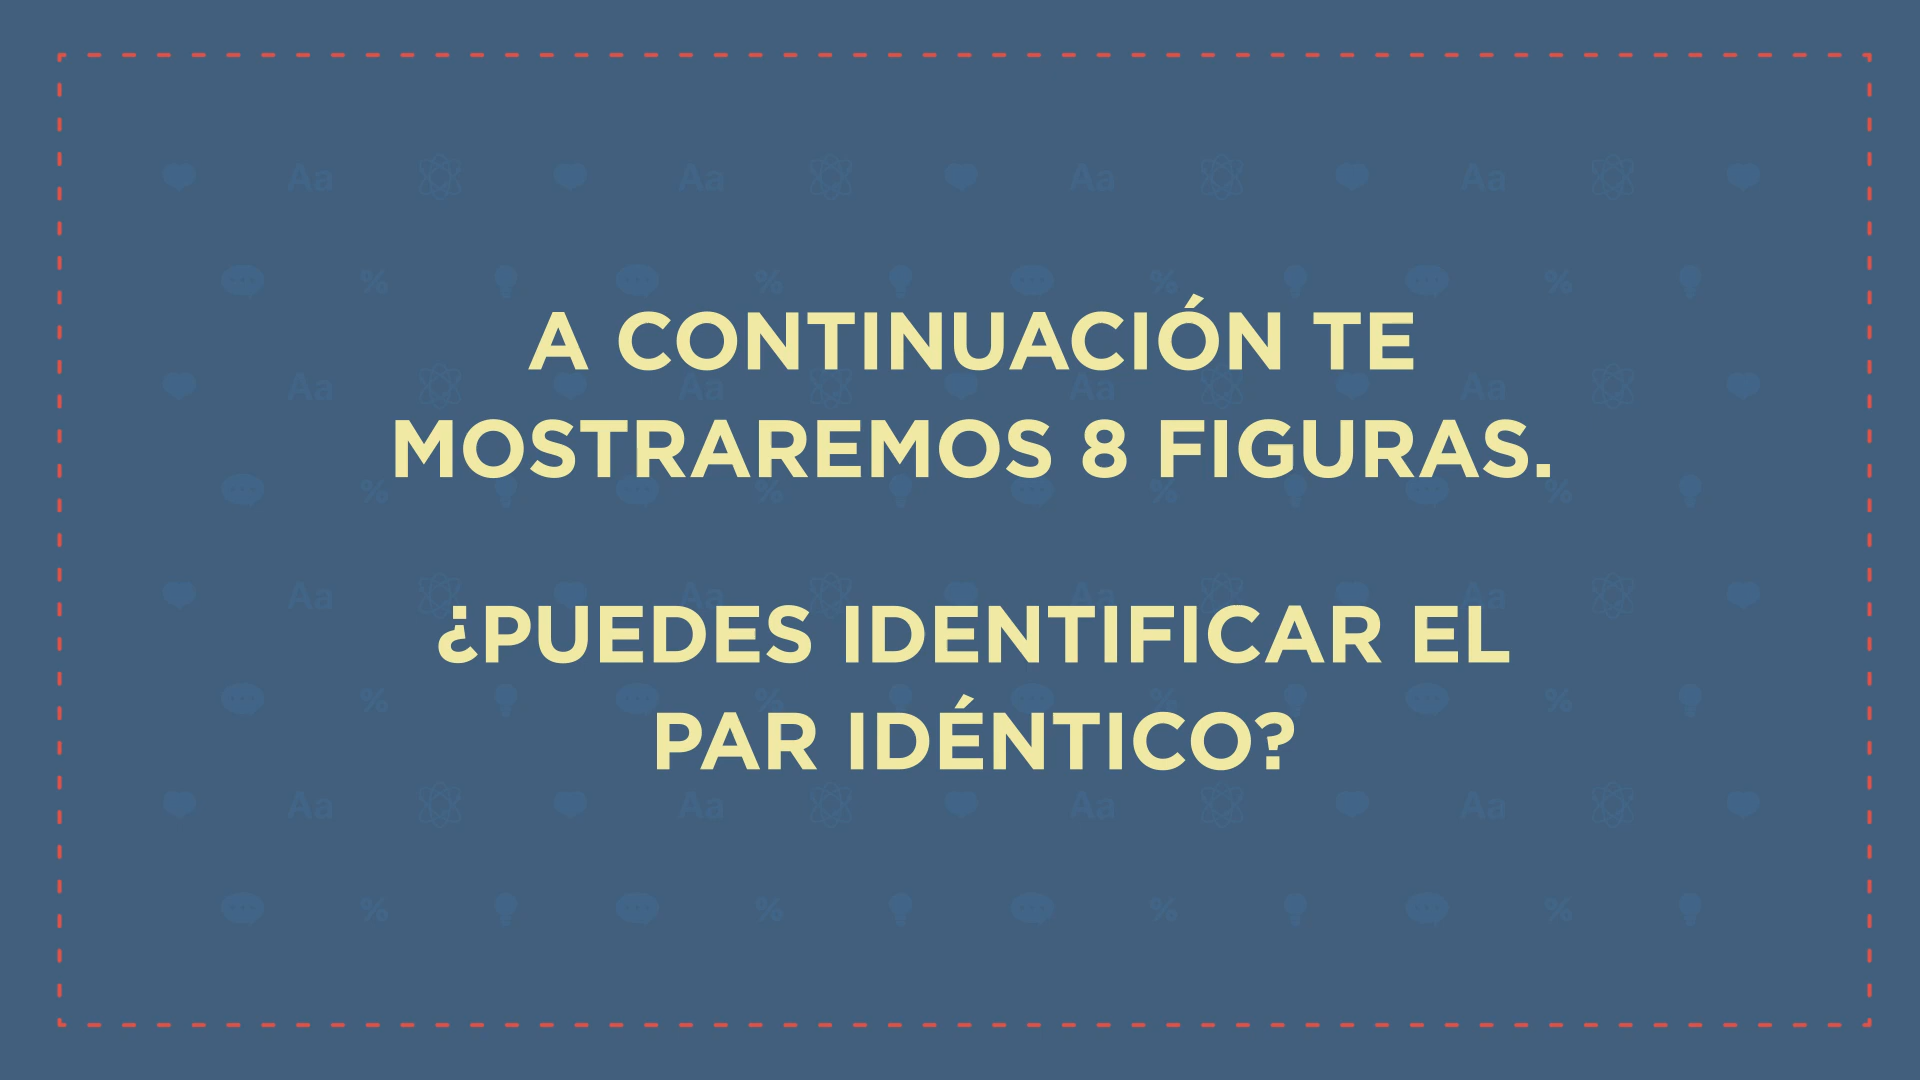 A CONTINUACIÓN TE
MOSTRAREMOS 8 FIGURAS.
¿PUEDES IDENTIFICAR EL
PAR IDÉNTICO?